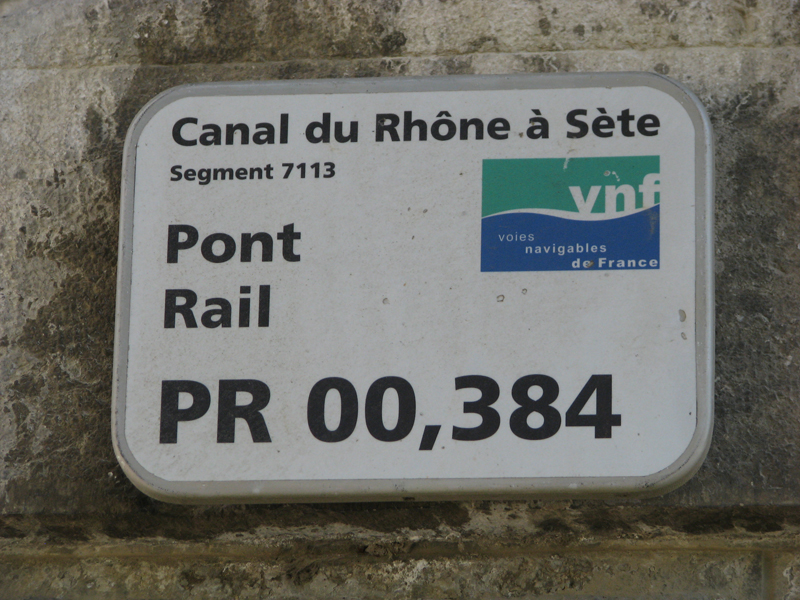 Canal du Rhône à Sète
Segment 7113
vnf
voies
navigables
de France
Pont
Rail
PR 00,384